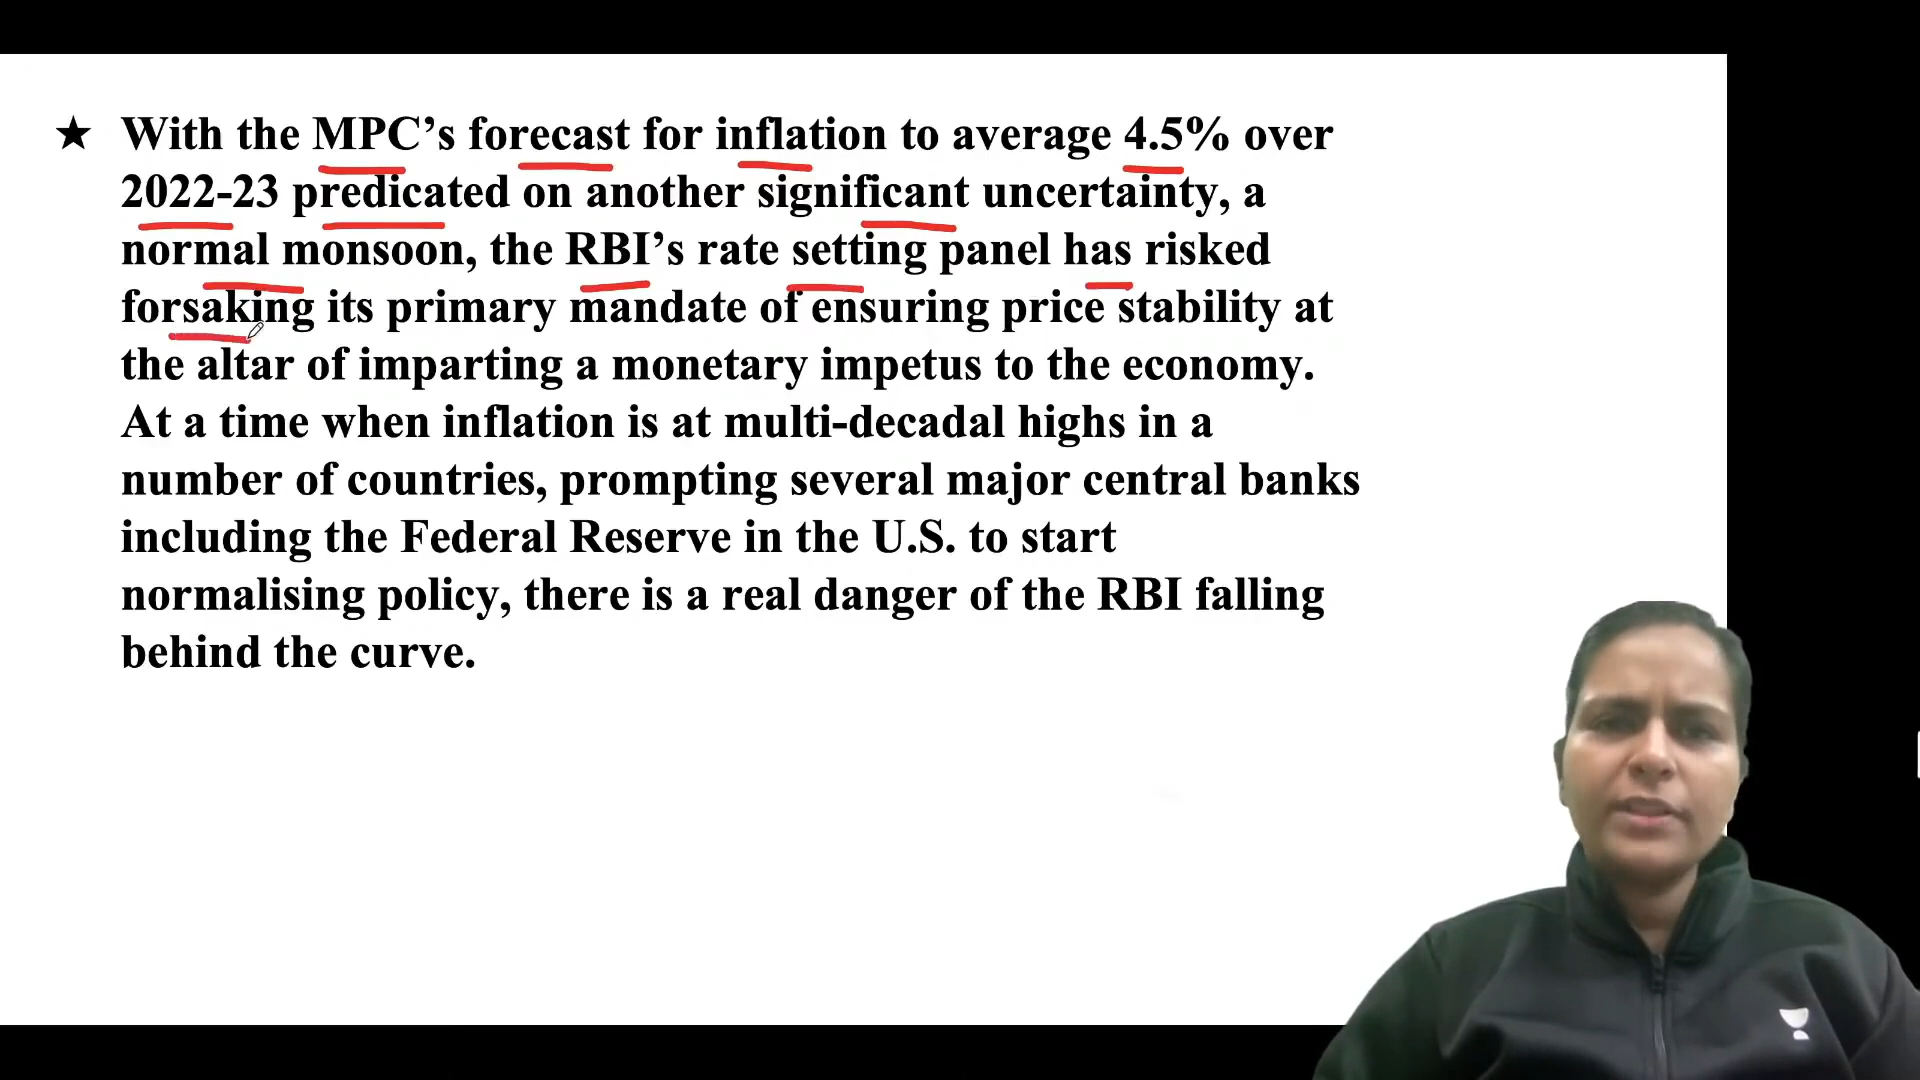 ★ With the MPC’s forecast for inflation to average 4.5% over
2022-23 predicated on another significant uncertainty, a
normal monsoon, the RBI’s rate setting panel has risked
forsaking its primary mandate of ensuring price stability at
the altar of imparting a monetary impetus to the economy.
At a time when inflation is at multi-decadal highs in a
number of countries, prompting several major central banks
including the Federal Reserve in the U.S. to start
normalising policy, there is a real danger of the RBI falling
behind the curve.